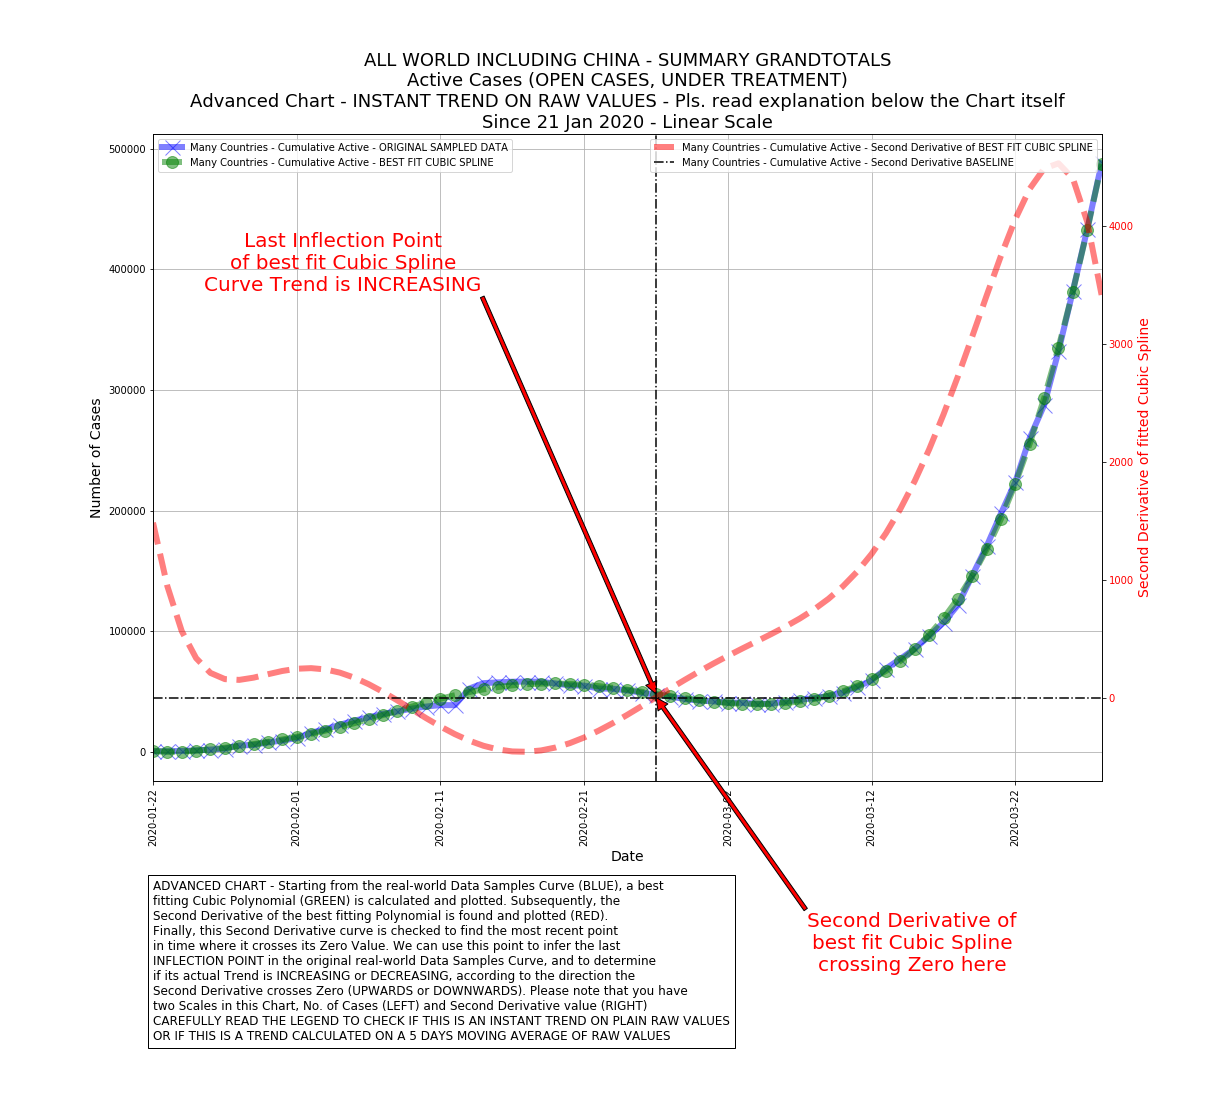 ALL WORLD INCLUDING CHINA - SUMMARY GRANDTOTALS
Active Cases (OPEN CASES, UNDER TREATMENT)
Advanced Chart - INSTANT TREND ON RAW VALUES - Pls. read explanation below the Chart itself
Since 21 Jan 2020 - Linear Scale
Many Countries - Cumulative Active - ORIGINAL SAMPLED DATA
Many Countries - Cumulative Active - BEST FIT CUBIC SPLINE
Many Countries - Cumulative Active - Second Derivative of BEST FIT CUBIC SPLINE
Many Countries - Cumulative Active - Second Derivative BASELINE
Last Inflection Point
of best fit Cubic Spline
Curve Trend is INCREASING
Number of Cases
500000
400000
300000
200000
100000
0
Second Derivative of fitted Cubic Spline
4000
3000
2000
1000
0
2020-01-22
2020-02-01
2020-02-11
2020-02-21
2020-03-02
2020-03-12
2020-03-22
Date
ADVANCED CHART - Starting from the real-world Data Samples Curve (BLUE), a best
fitting Cubic Polynomial (GREEN) is calculated and plotted. Subsequently, the
Second Derivative of the best fitting Polynomial is found and plotted (RED).
Finally, this Second Derivative curve is checked to find the most recent point
in time where it crosses its Zero Value. We can use this point to infer the last
INFLECTION POINT in the original real-world Data Samples Curve, and to determine
if its actual Trend is INCREASING or DECREASING, according to the direction the
Second Derivative crosses Zero (UPWARDS or DOWNWARDS). Please note that you have
two Scales in this Chart, No. of Cases (LEFT) and Second Derivative value (RIGHT)
CAREFULLY READ THE LEGEND TO CHECK IF THIS IS AN INSTANT TREND ON PLAIN RAW VALUES
OR IF THIS IS A TREND CALCULATED ON A 5 DAYS MOVING AVERAGE OF RAW VALUES
Second Derivative of
best fit Cubic Spline
crossing Zero here